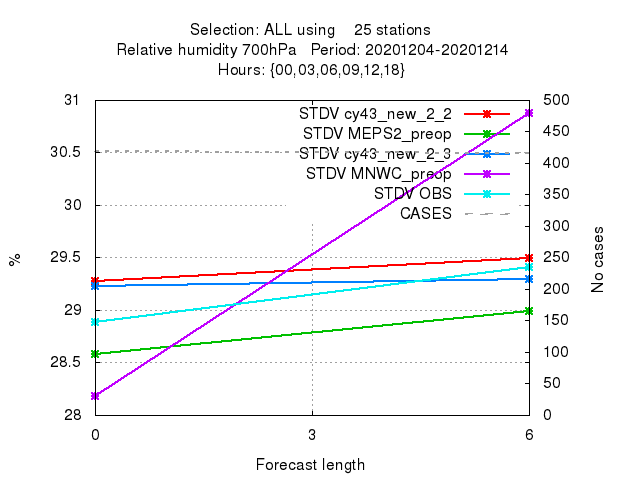 Selection: ALL using    25 stations
Relative humidity 700hPa   Period: 20201204-20201214
Hours: {00,03,06,09,12,18}
31
500
STDV cy43_new_2_2
450
STDV MEPS2_preop
30.5
STDV cy43_new_2_3
400
STDV MNWC_preop
350
STDV OBS
30
CASES
300
29.5
250
%
No cases
200
29
150
28.5
100
50
28
0
0
3
6
Forecast length